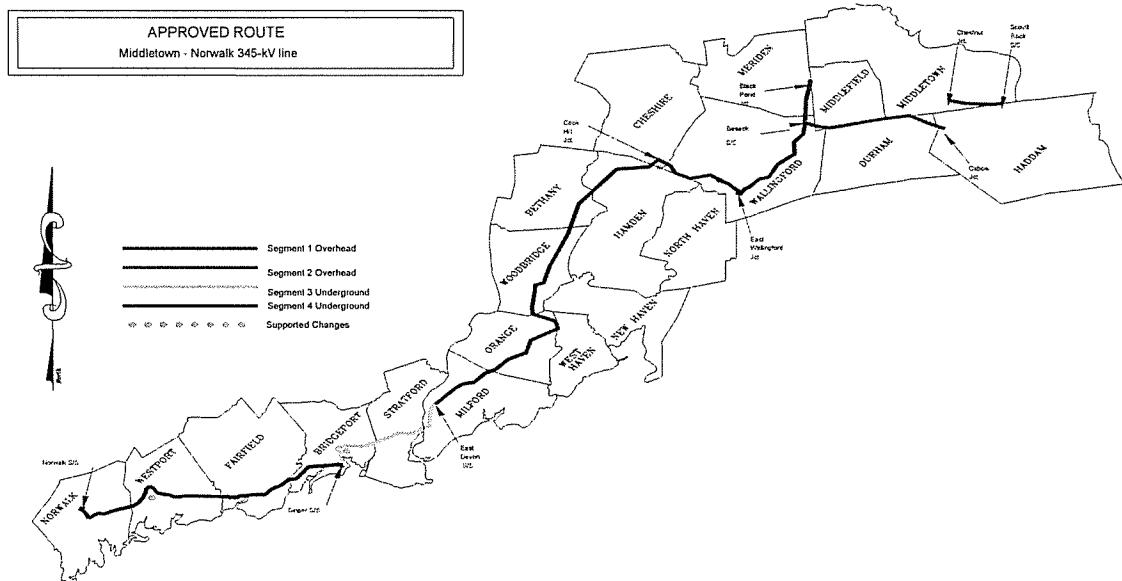 APPROVED ROUTE
Middletown - Norwalk 345-kV line
Chestnut
Jct.
Scovill
Rock
S/S
MERIDEN
Black
Pond
Jct.
MIDDLEFIELD
MIDDLETOWN
CHESHIRE
Cook
Hill
Jct.
Beseck
S/S
DURHAM
HADDAM
WALLINGFORD
BETHANY
HAMDEN
NORTH HAVEN
East
Wallingford
Jct.
WOODBRIDGE
Segment 1 Overhead
Segment 2 Overhead
Segment 3 Underground
Segment 4 Underground
Supported Changes
North
NEW HAVEN
ORANGE
WEST
HAVEN
STRATFORD
MILFORD
East
Devon
S/S
BRIDGEPORT
FAIRFIELD
WESTPORT
Norwalk S/S
NORWALK
Singer S/S